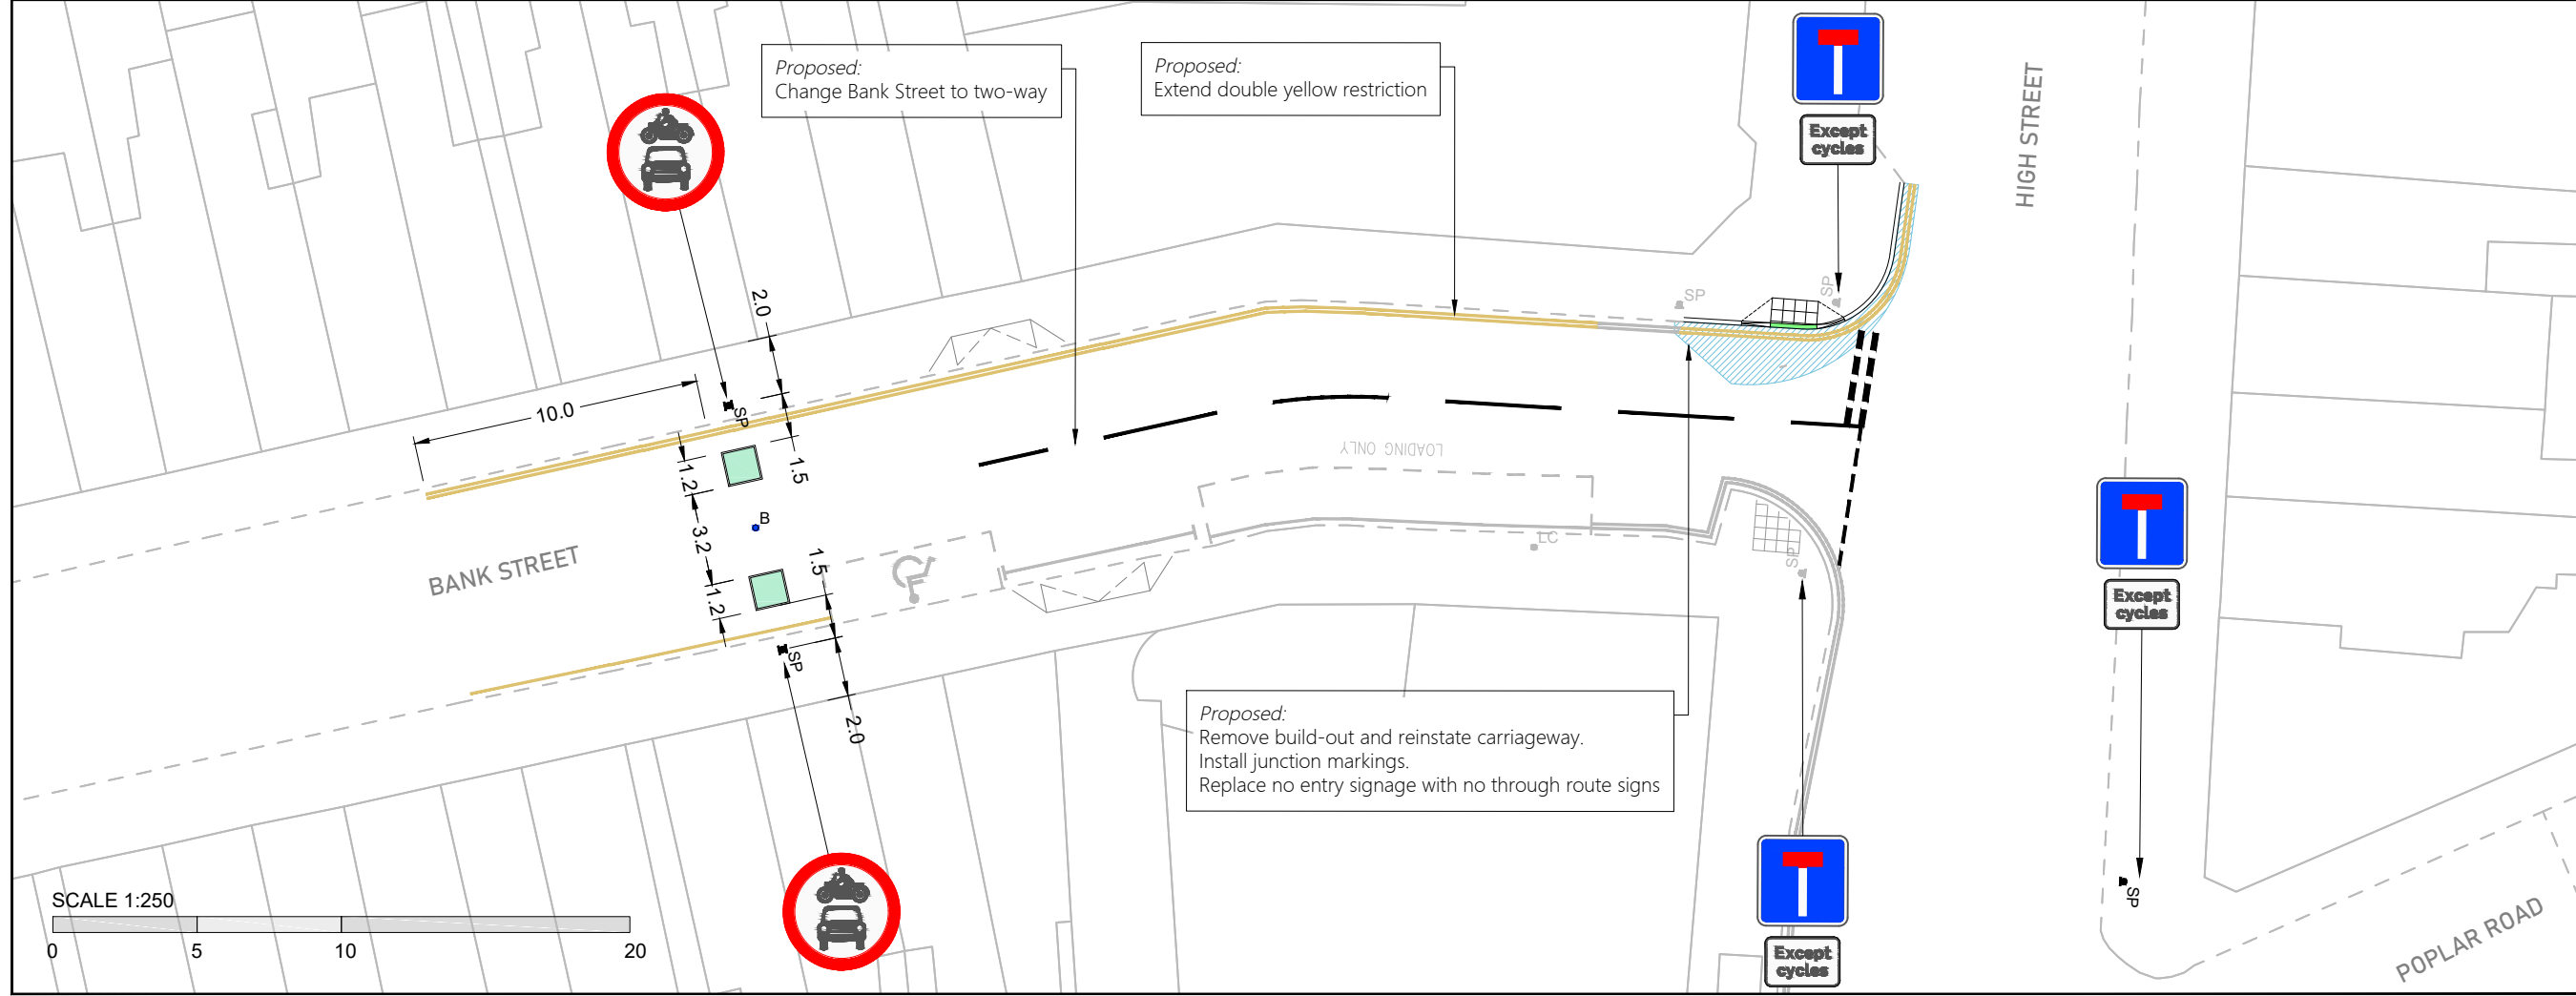 Proposed:
Change Bank Street to two-way
Proposed:
Extend double yellow restriction
Except
cycles
HIGH STREET
2.0
SP
SP
10.0
SP
1.5
1.2
LOADING ONLY
B
3.2
BANK STREET
1.5
LC
SP
1.2
Except
cycles
SP
2.0
Proposed:
Remove build-out and reinstate carriageway.
Install junction markings.
Replace no entry signage with no through route signs
SCALE 1:250
0 5 10 20
SP
POPLAR ROAD
Except
cycles